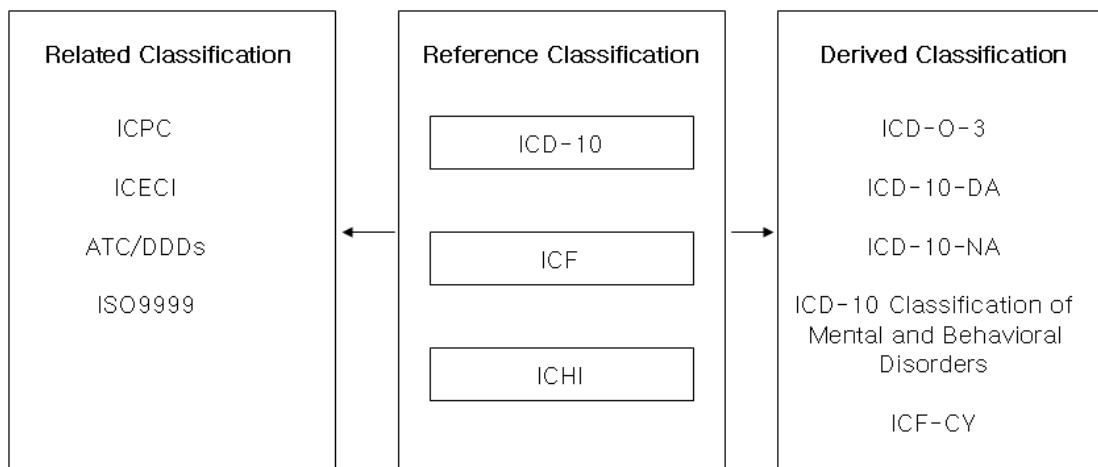 Related Classification
ICPC
ICECI
ATC/DDDs
ISO9999
Reference Classification
ICD-10
ICF
ICHI
Derived Classification
ICD-O-3
ICD-10-DA
ICD-10-NA
ICD-10 Classification of
Mental and Behavioral
Disorders
ICF-CY